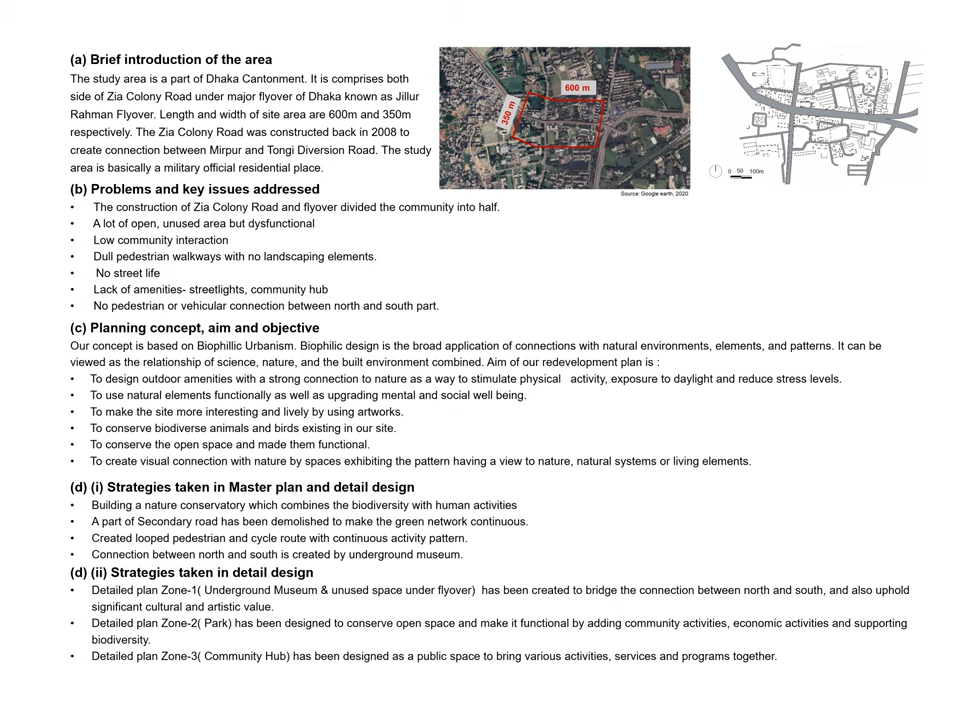 (a) Brief introduction of the area
The study area is a part of Dhaka Cantonment. It is comprises both
side of Zia Colony Road under major flyover of Dhaka known as Jillur
Rahman Flyover. Length and width of site area are 600m and 350m
respectively. The Zia Colony Road was constructed back in 2008 to
create connection between Mirpur and Tongi Diversion Road. The study
area is basically a military official residential place.
600 m
350 m
Source: Google earth, 2020
0 50 100m
(b) Problems and key issues addressed
• The construction of Zia Colony Road and flyover divided the community into half.
• A lot of open, unused area but dysfunctional
• Low community interaction
• Dull pedestrian walkways with no landscaping elements.
• No street life
• Lack of amenities- streetlights, community hub
• No pedestrian or vehicular connection between north and south part.
(c) Planning concept, aim and objective
Our concept is based on Biophillic Urbanism. Biophilic design is the broad application of connections with natural environments, elements, and patterns. It can be
viewed as the relationship of science, nature, and the built environment combined. Aim of our redevelopment plan is :
• To design outdoor amenities with a strong connection to nature as a way to stimulate physical activity, exposure to daylight and reduce stress levels.
• To use natural elements functionally as well as upgrading mental and social well being.
• To make the site more interesting and lively by using artworks.
• To conserve biodiverse animals and birds existing in our site.
• To conserve the open space and made them functional.
• To create visual connection with nature by spaces exhibiting the pattern having a view to nature, natural systems or living elements.
(d) (i) Strategies taken in Master plan and detail design
• Building a nature conservatory which combines the biodiversity with human activities
• A part of Secondary road has been demolished to make the green network continuous.
• Created looped pedestrian and cycle route with continuous activity pattern.
• Connection between north and south is created by underground museum.
(d) (ii) Strategies taken in detail design
• Detailed plan Zone-1( Underground Museum & unused space under flyover) has been created to bridge the connection between north and south, and also uphold
significant cultural and artistic value.
• Detailed plan Zone-2( Park) has been designed to conserve open space and make it functional by adding community activities, economic activities and supporting
biodiversity.
• Detailed plan Zone-3( Community Hub) has been designed as a public space to bring various activities, services and programs together.